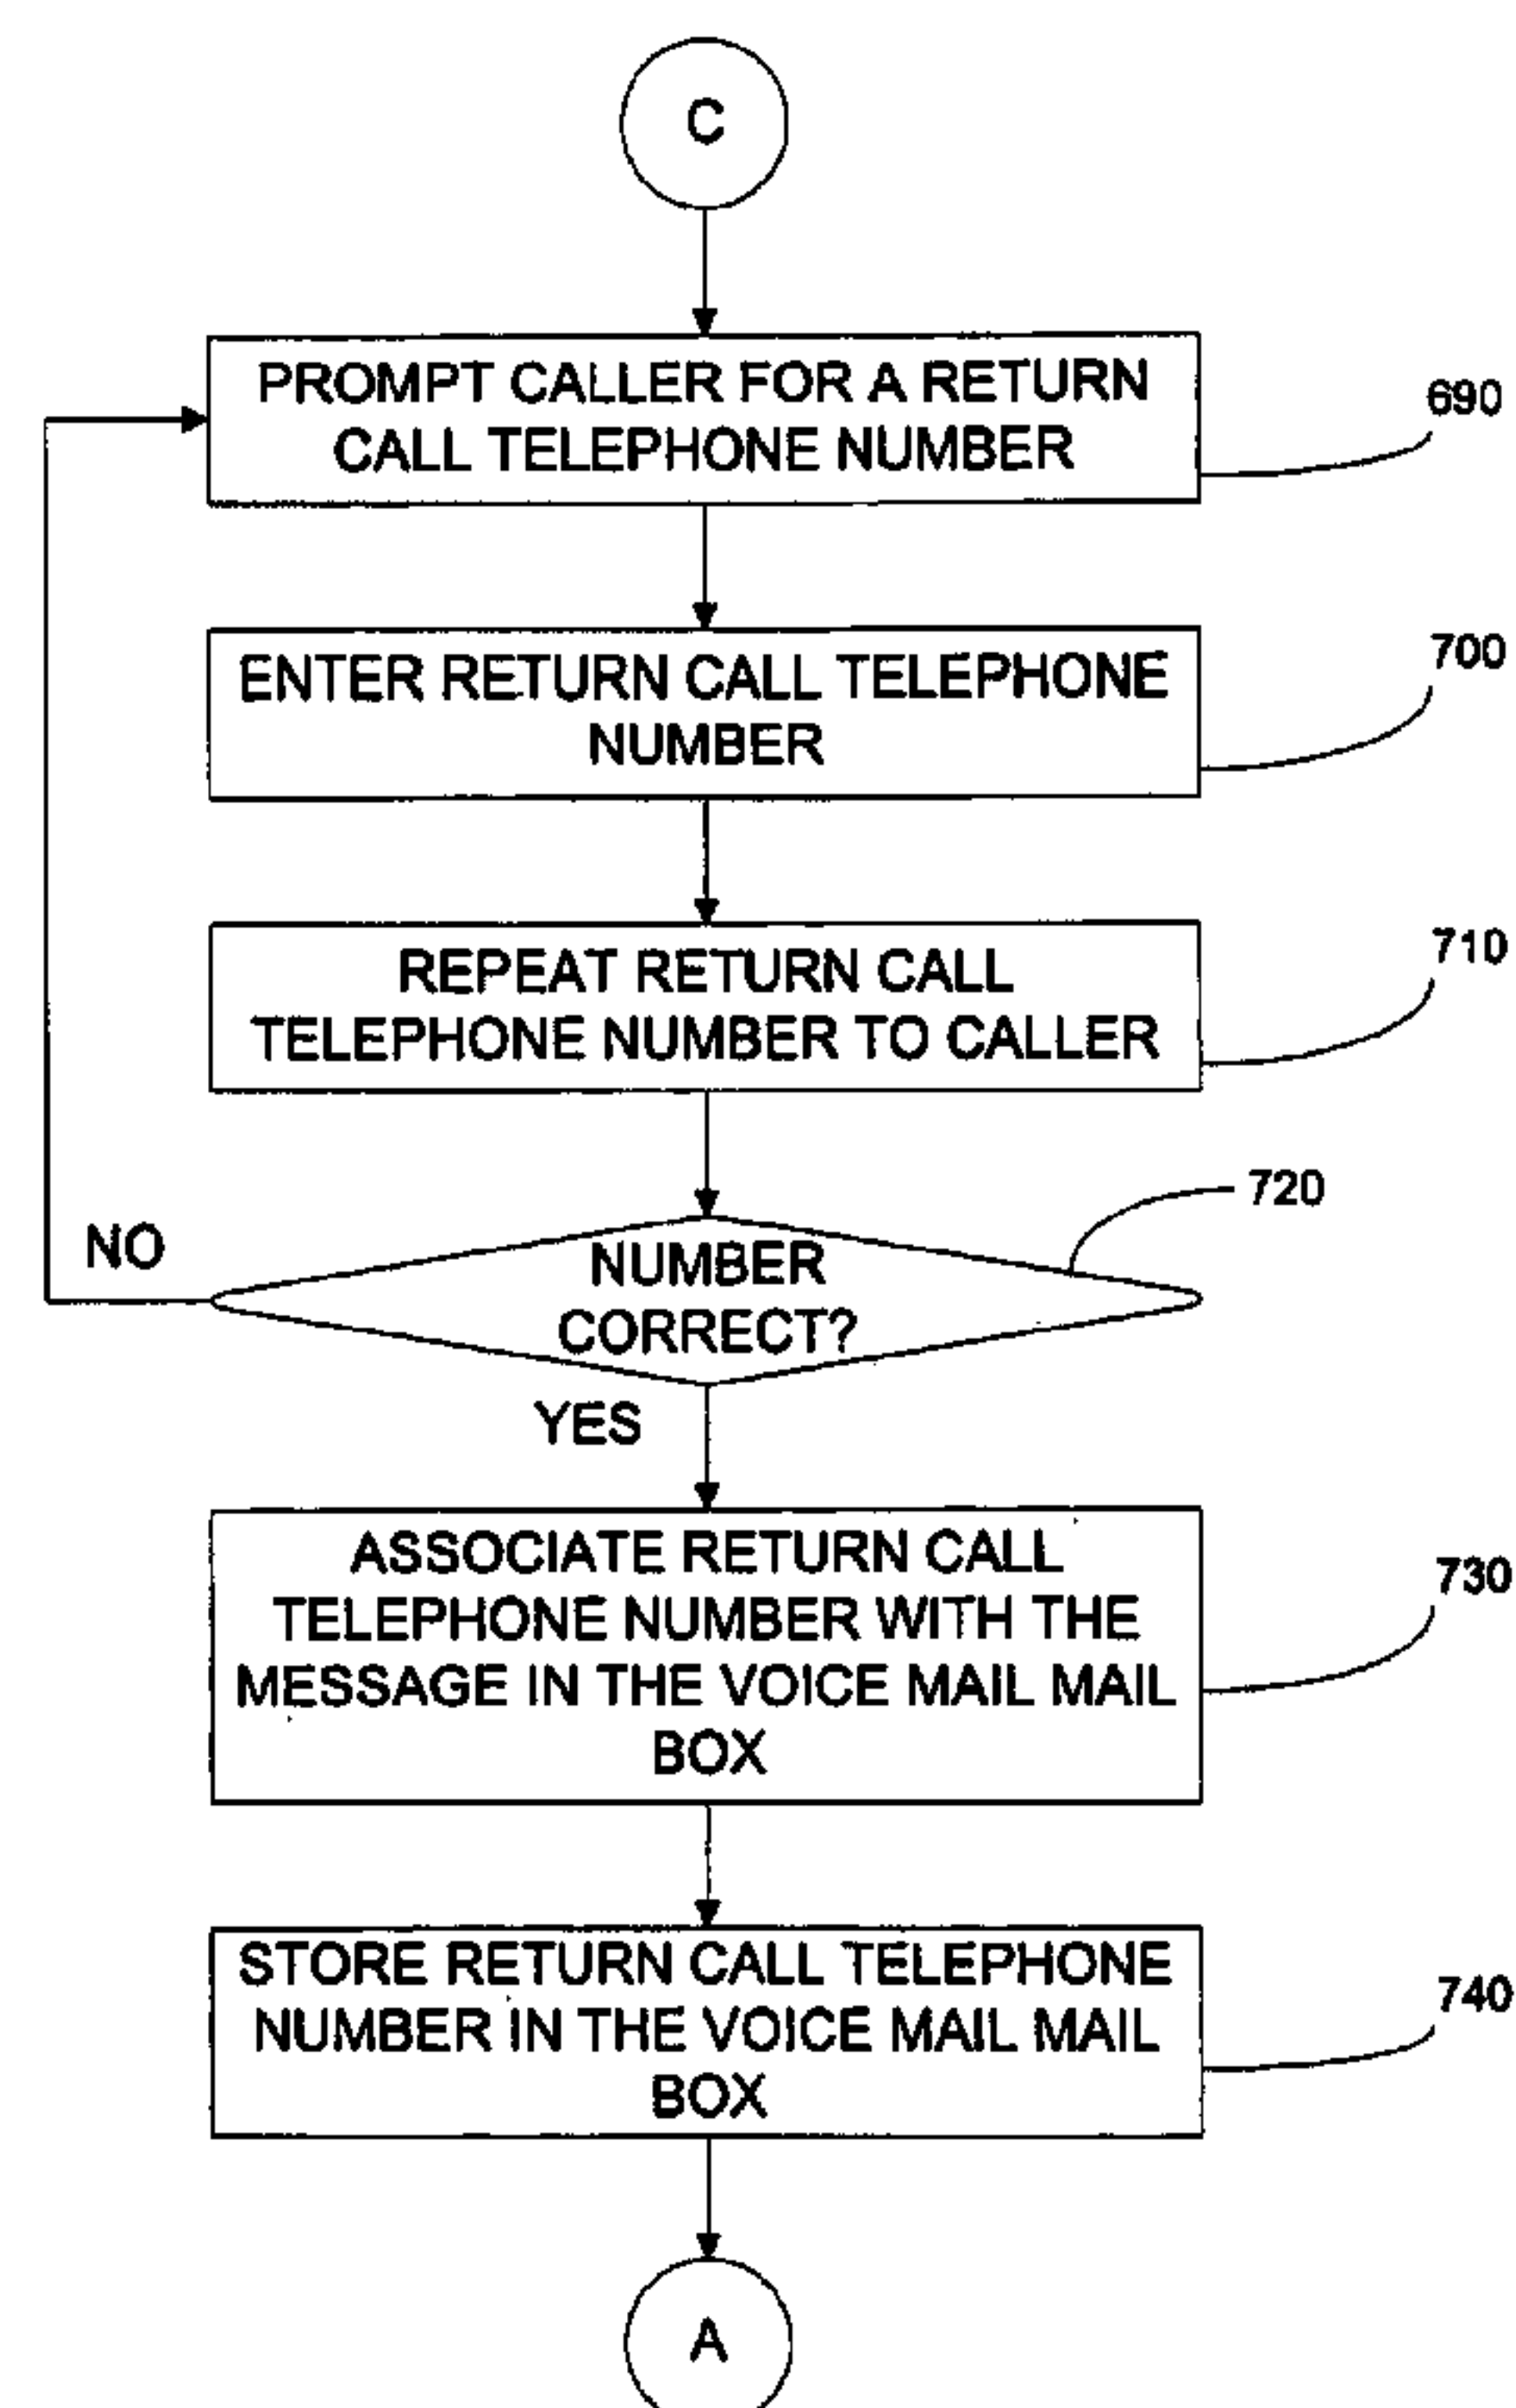 C
PROMPT CALLER FOR A RETURN
CALL TELEPHONE NUMBER
690
ENTER RETURN CALL TELEPHONE
NUMBER
700
REPEAT RETURN CALL
TELEPHONE NUMBER TO CALLER
710
720
NO
NUMBER
CORRECT?
YES
ASSOCIATE RETURN CALL
TELEPHONE NUMBER WITH THE
MESSAGE IN THE VOICE MAIL MAIL
BOX
730
STORE RETURN CALL TELEPHONE
NUMBER IN THE VOICE MAIL MAIL
BOX
740
A